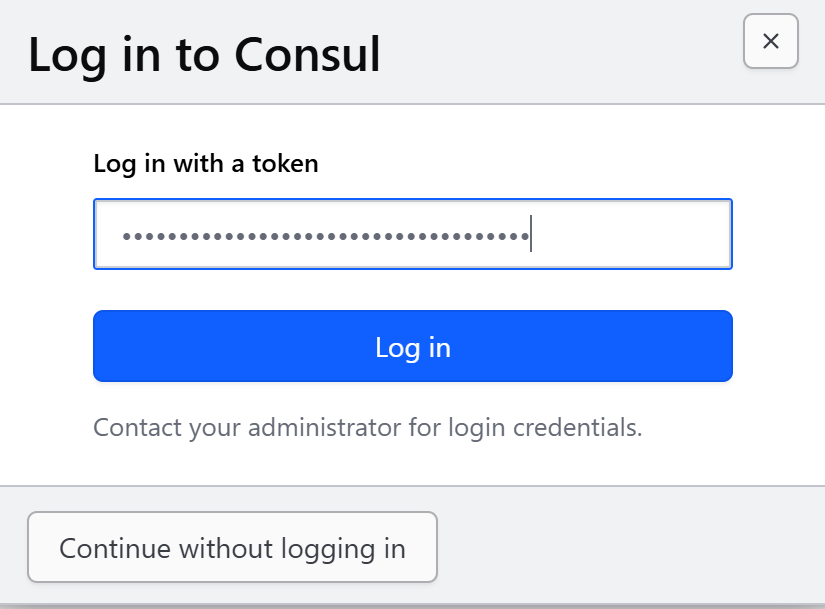 Log in to Consul
Log in with a token
••••••••••••••••••••••••••••••••••••
Log in
Contact your administrator for login credentials.
Continue without logging in